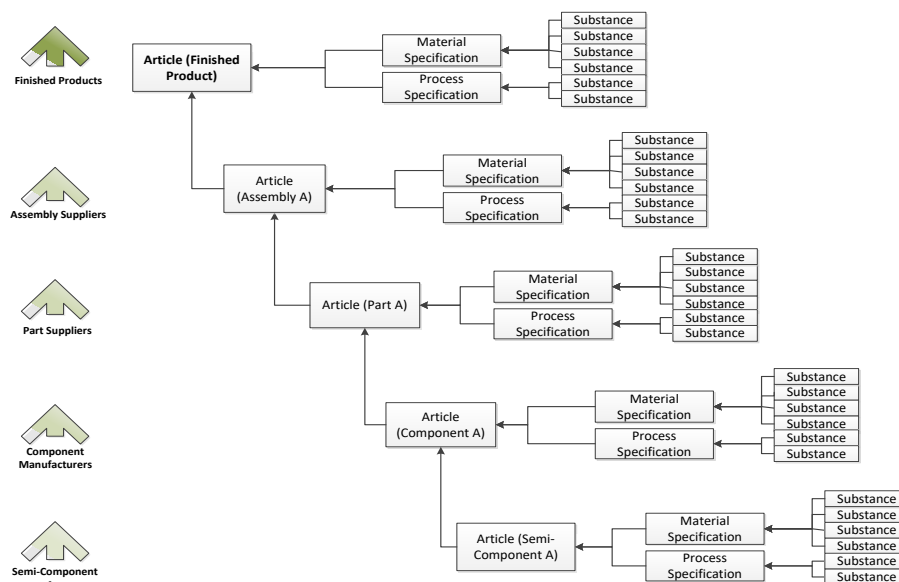 Finished Products
Article (Finished
Product)
Material
Specification
Process
Specification
Substance
Substance
Substance
Substance
Substance
Substance
Assembly Suppliers
Article
(Assembly A)
Material
Specification
Process
Specification
Substance
Substance
Substance
Substance
Substance
Substance
Part Suppliers
Article (Part A)
Material
Specification
Process
Specification
Substance
Substance
Substance
Substance
Substance
Substance
Component
Manufacturers
Article
(Component A)
Material
Specification
Process
Specification
Substance
Substance
Substance
Substance
Substance
Substance
Semi-Component
Article (Semi-
Component A)
Material
Specification
Process
Specification
Substance
Substance
Substance
Substance
Substance
Substance